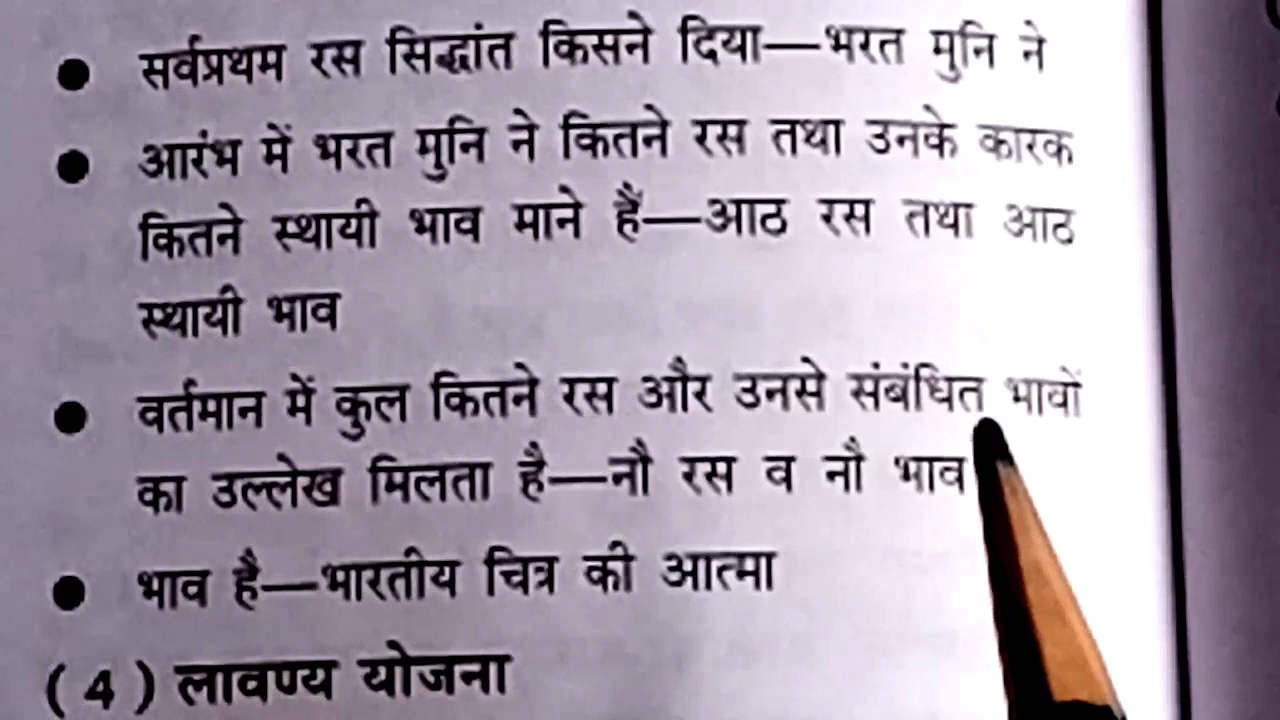 ● सर्वप्रथम रस सिद्धांत किसने दिया—भरत मुनि ने
● आरंभ में भरत मुनि ने कितने रस तथा उनके कारक
कितने स्थायी भाव माने हैं—आठ रस तथा आठ
स्थायी भाव
● वर्तमान में कुल कितने रस और उनसे संबंधित भावों
का उल्लेख मिलता है—नौ रस व नौ भाव
● भाव है—भारतीय चित्र की आत्मा
( 4 ) लावण्य योजना